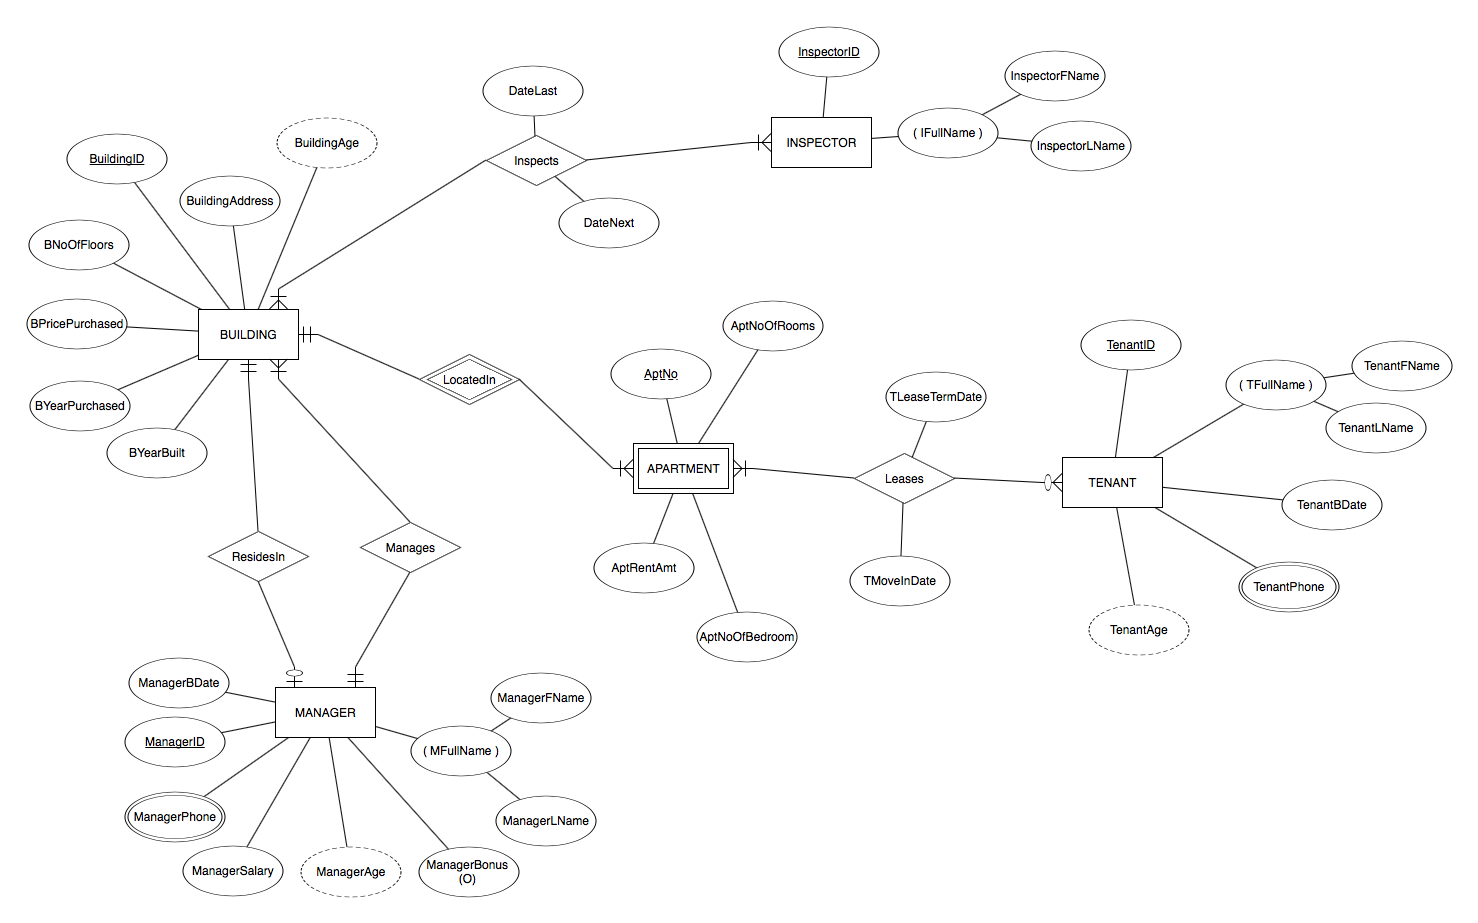 InspectorID
InspectorFName
DateLast
( IFullName )
INSPECTOR
InspectorLName
BuildingAge
BuildingID
Inspects
BuildingAddress
DateNext
BNoOfFloors
BPricePurchased
BUILDING
AptNoOfRooms
TenantID
TenantFName
LocatedIn
AptNo
( TFullName )
TLeaseTermDate
BYearPurchased
TenantLName
BYearBuilt
APARTMENT
Leases
TENANT
TenantBDate
ResidesIn
Manages
AptRentAmt
TMoveInDate
TenantPhone
TenantAge
AptNoOfBedroom
ManagerBDate
ManagerFName
MANAGER
ManagerID
( MFullName )
ManagerPhone
ManagerLName
ManagerSalary
ManagerAge
ManagerBonus
(O)